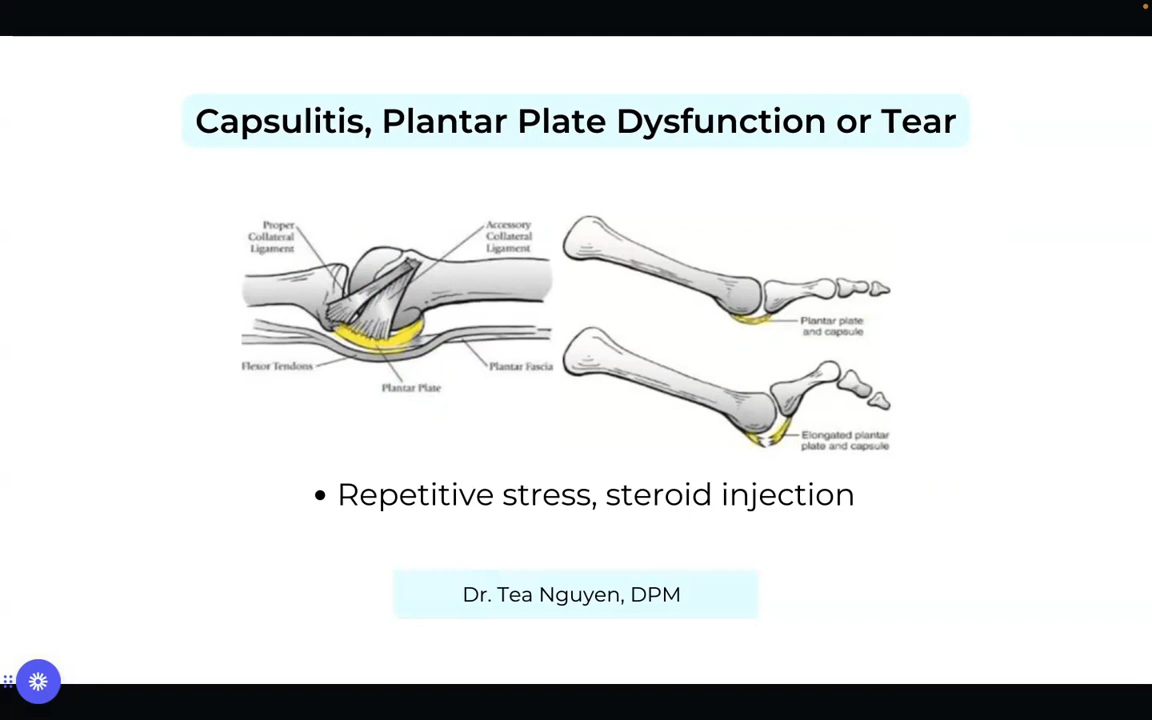 Capsulitis, Plantar Plate Dysfunction or Tear
Proper
Collateral
Ligament
Accessory
Collateral
Ligament
Flexor Tendons
Plantar Plate
Plantar Fascia
Plantar plate
and capsule
Elongated plantar
plate and capsule
• Repetitive stress, steroid injection
Dr. Tea Nguyen, DPM